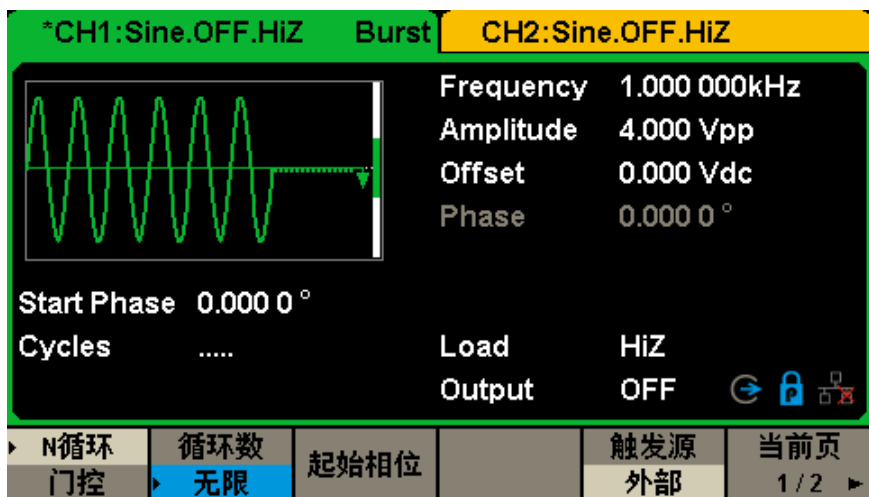 *CH1:Sine.OFF.HiZ Burst CH2:Sine.OFF.HiZ
Frequency 1.000 000kHz
Amplitude 4.000 Vpp
Offset 0.000 Vdc
Phase 0.000 0 °
Start Phase 0.000 0 °
Cycles ..... Load HiZ
Output OFF P
N循环 循环数 起始相位 触发源 当前页
门控 无限 外部 1/2